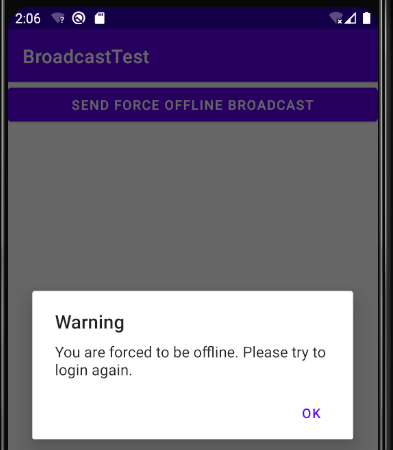 2:06
BroadcastTest
SEND FORCE OFFLINE BROADCAST
Warning
You are forced to be offline. Please try to
login again.
OK